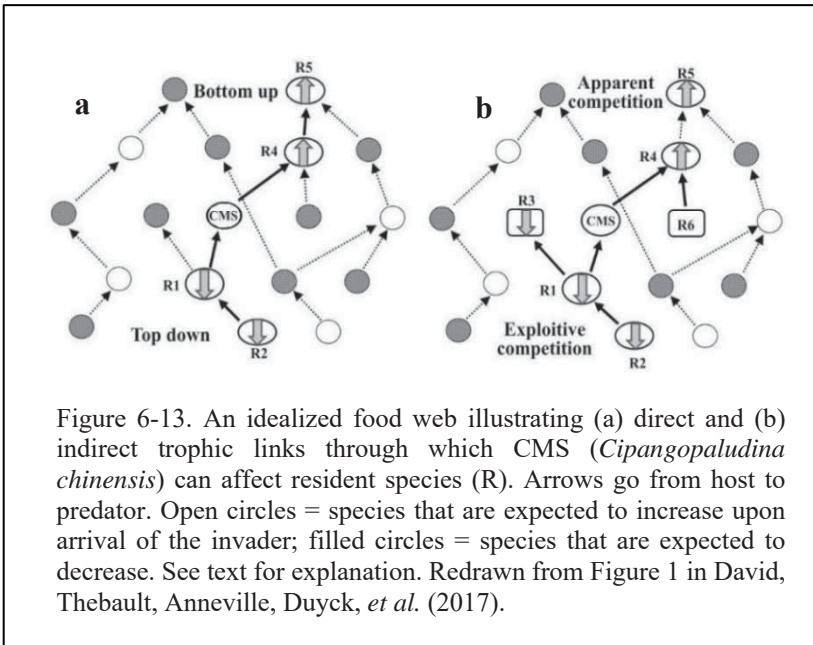 a
Bottom up
R5
R4
CMS
R1
Top down
R2
b
Apparent
competition
R5
R4
R3
CMS
R6
R1
Exploitive
competition
R2
Figure 6-13. An idealized food web illustrating (a) direct and (b)
indirect trophic links through which CMS (Cipangopaludina
chinensis) can affect resident species (R). Arrows go from host to
predator. Open circles = species that are expected to increase upon
arrival of the invader; filled circles = species that are expected to
decrease. See text for explanation. Redrawn from Figure 1 in David,
Thebault, Anneville, Duyck, et al. (2017).